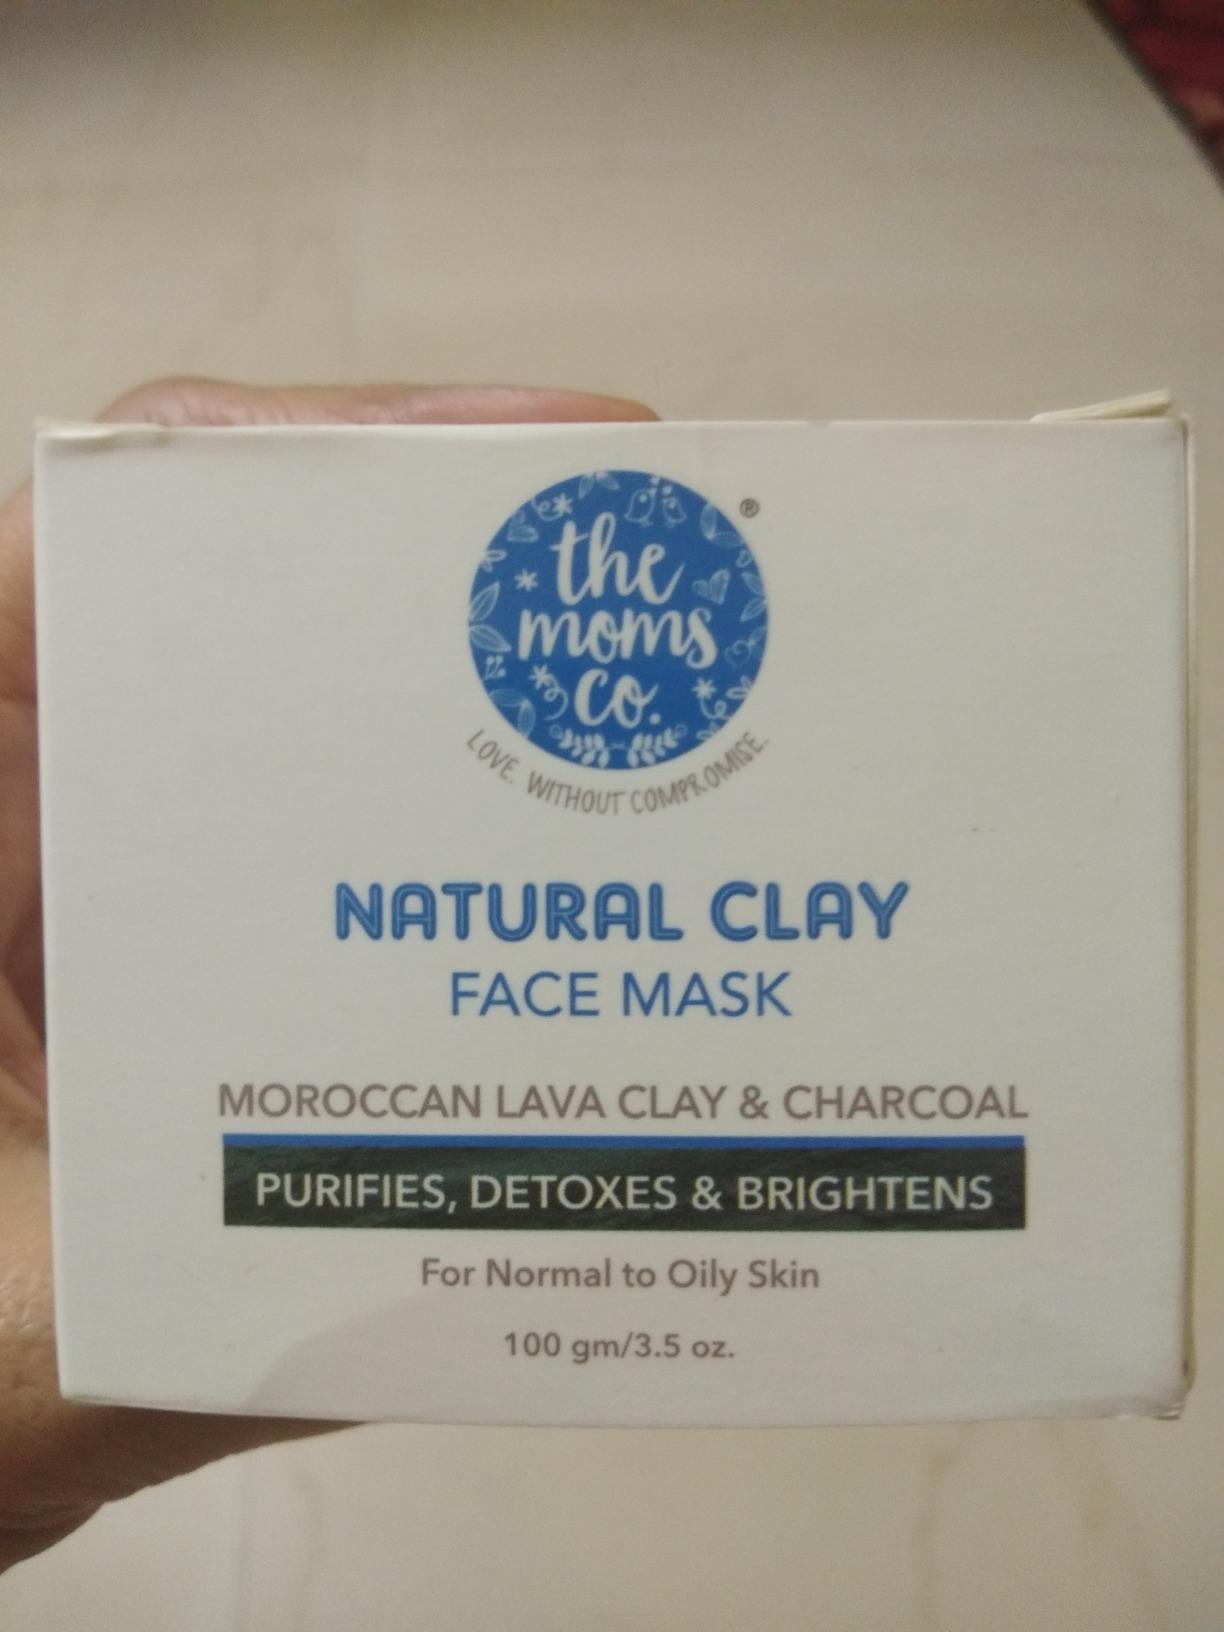 the
moms
co.
®
LOVE. WITHOUT COMPROMISE.
NATURAL CLAY
FACE MASK
MOROCCAN LAVA CLAY & CHARCOAL
PURIFIES, DETOXES & BRIGHTENS
For Normal to Oily Skin
100 gm/3.5 oz.